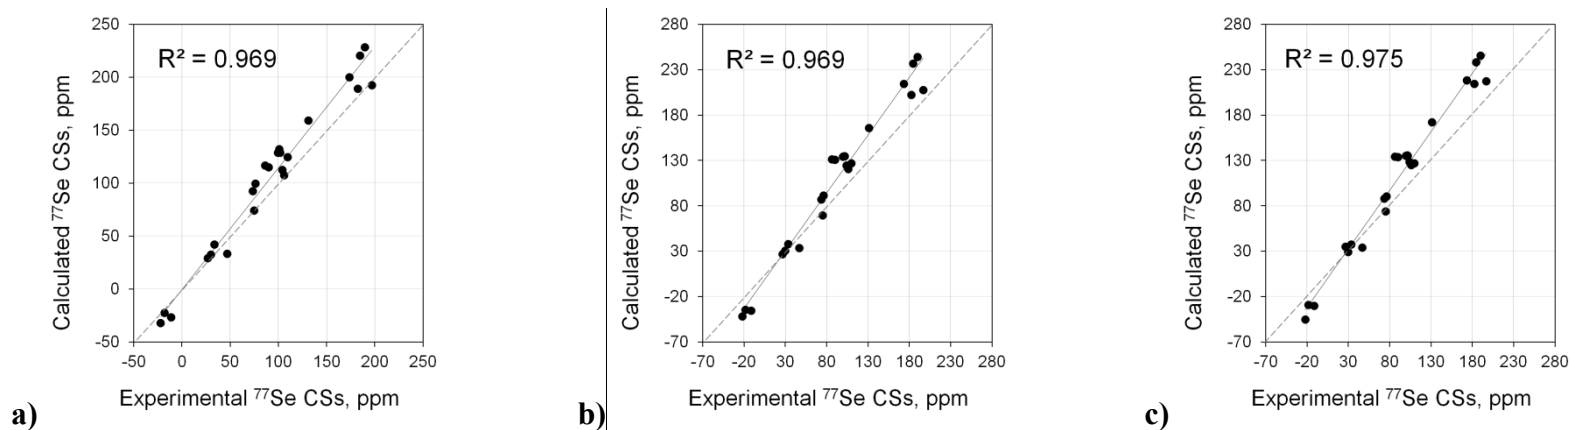 R² = 0.969
Calculated ⁷⁷Se CSs, ppm
250
200
150
100
50
0
-50
-50 0 50 100 150 200 250
Experimental ⁷⁷Se CSs, ppm
a)
R² = 0.969
Calculated ⁷⁷Se CSs, ppm
280
230
180
130
80
30
-20
-70
-70 -20 30 80 130 180 230 280
Experimental ⁷⁷Se CSs, ppm
b)
R² = 0.975
Calculated ⁷⁷Se CSs, ppm
280
230
180
130
80
30
-20
-70
-70 -20 30 80 130 180 230 280
Experimental ⁷⁷Se CSs, ppm
c)